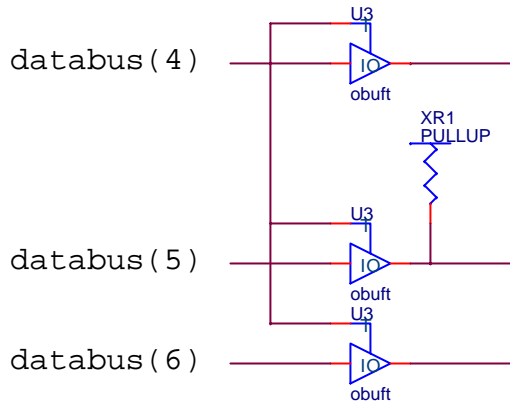 U3
T
databus(4)
IO
obuft
XR1
PULLUP
U3
T
databus(5)
IO
obuft
U3
T
databus(6)
IO
obuft